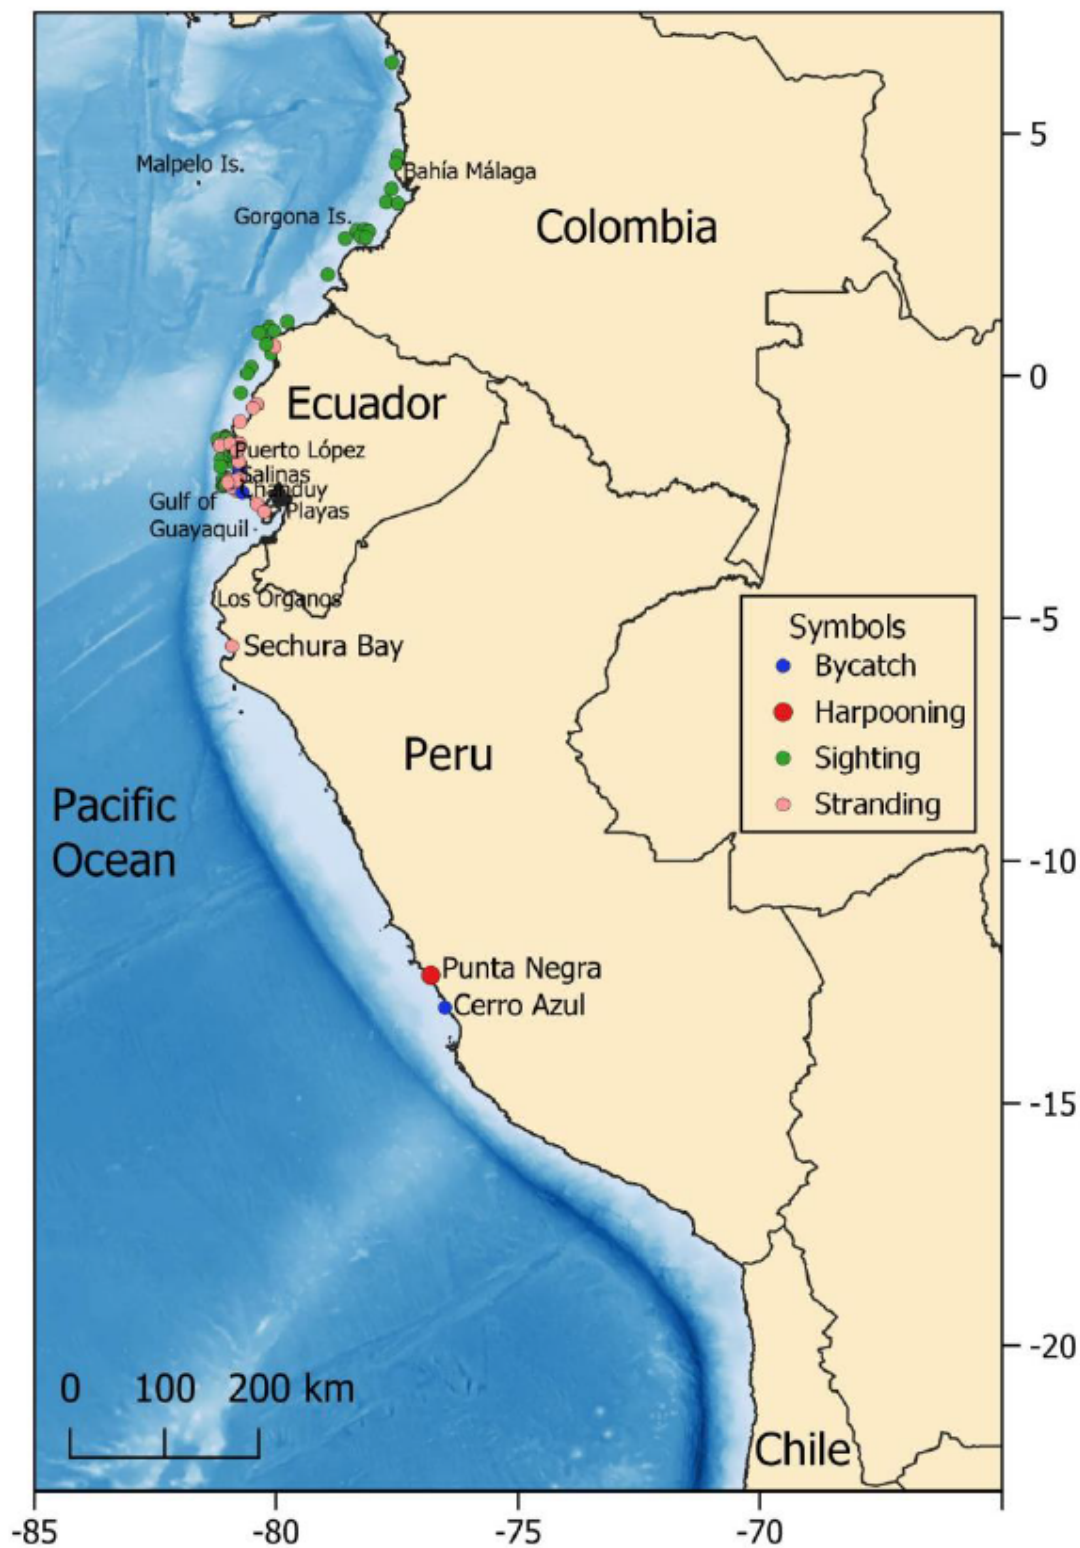 5
Malpelo Is.
Bahía Málaga
Gorgona Is.
Colombia
0
Ecuador
Puerto López
Salinas
Chanduy
Gulf of
Guayaquil
Playas
Los Organos
-5
Sechura Bay
Symbols
Bycatch
Harpooning
Sighting
Stranding
Peru
Pacific
Ocean
-10
Punta Negra
Cerro Azul
-15
-20
0 100 200 km
Chile
-85 -80 -75 -70